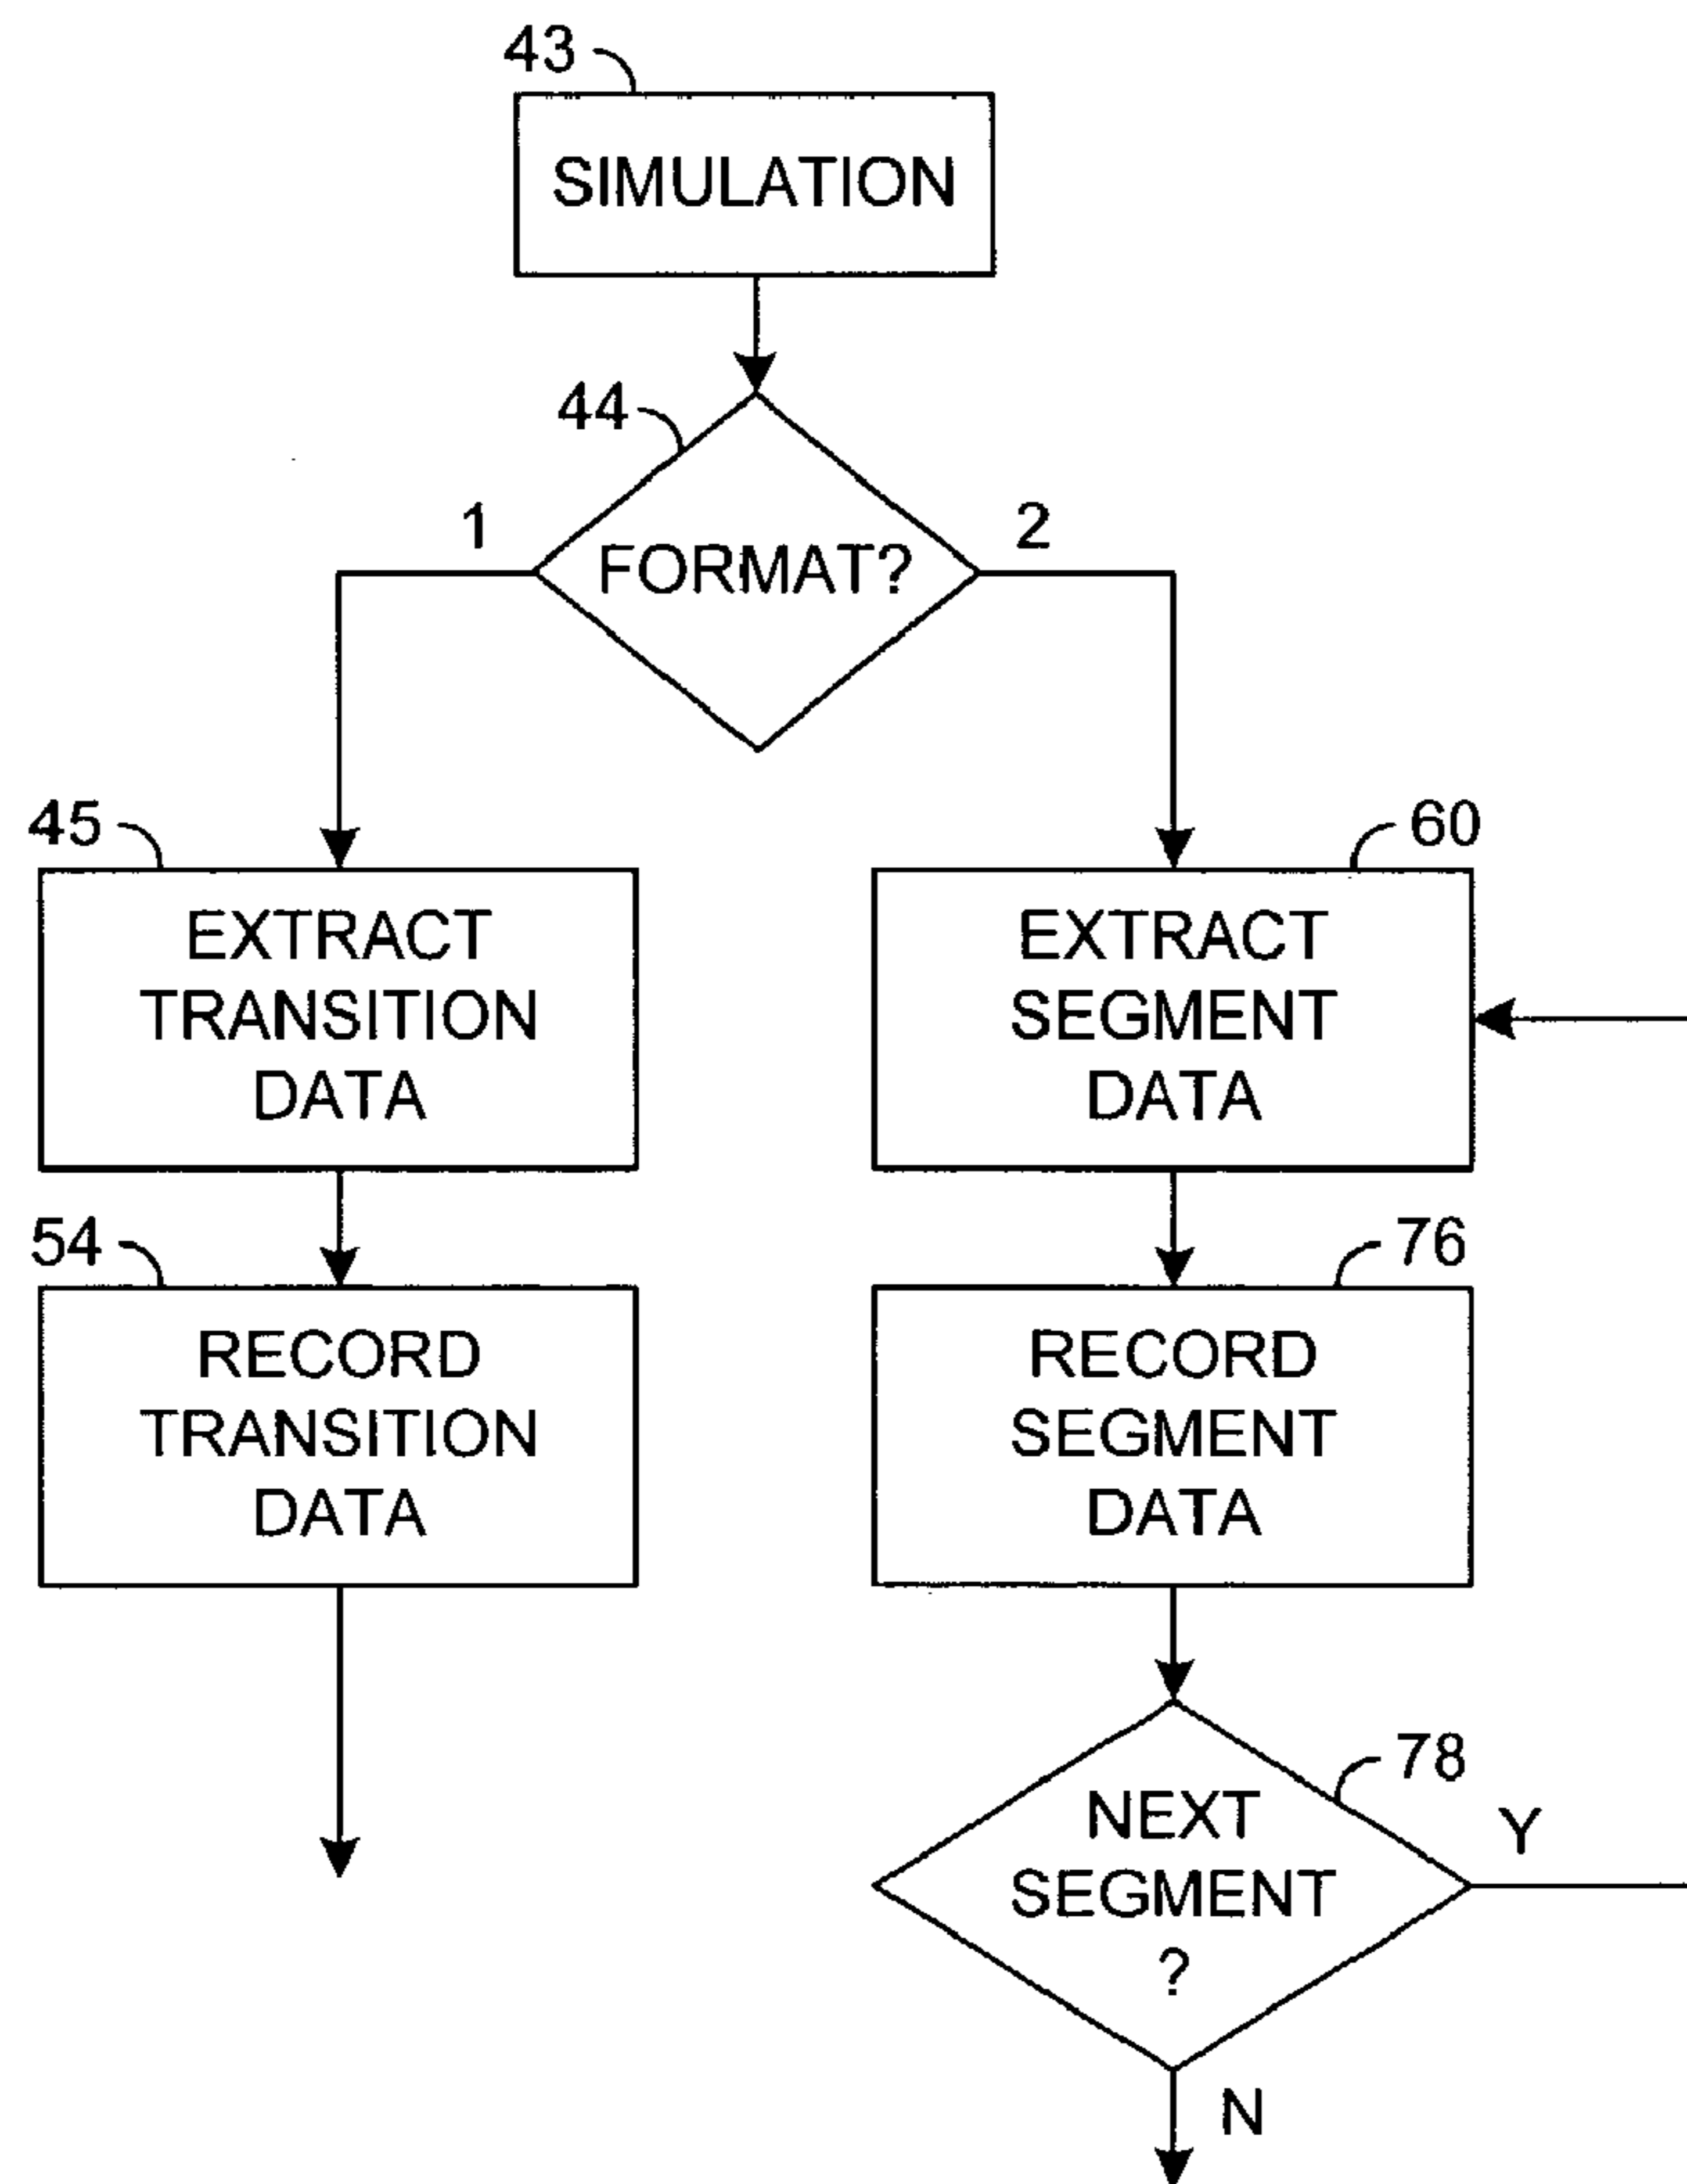 43
SIMULATION
44
1
2
FORMAT?
45
60
EXTRACT
TRANSITION
DATA
EXTRACT
SEGMENT
DATA
54
76
RECORD
TRANSITION
DATA
RECORD
SEGMENT
DATA
78
NEXT
SEGMENT
?
Y
N